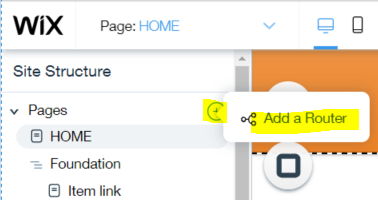 WiX Page: HOME
Site Structure
Pages
Add a Router
HOME
Foundation
Item link